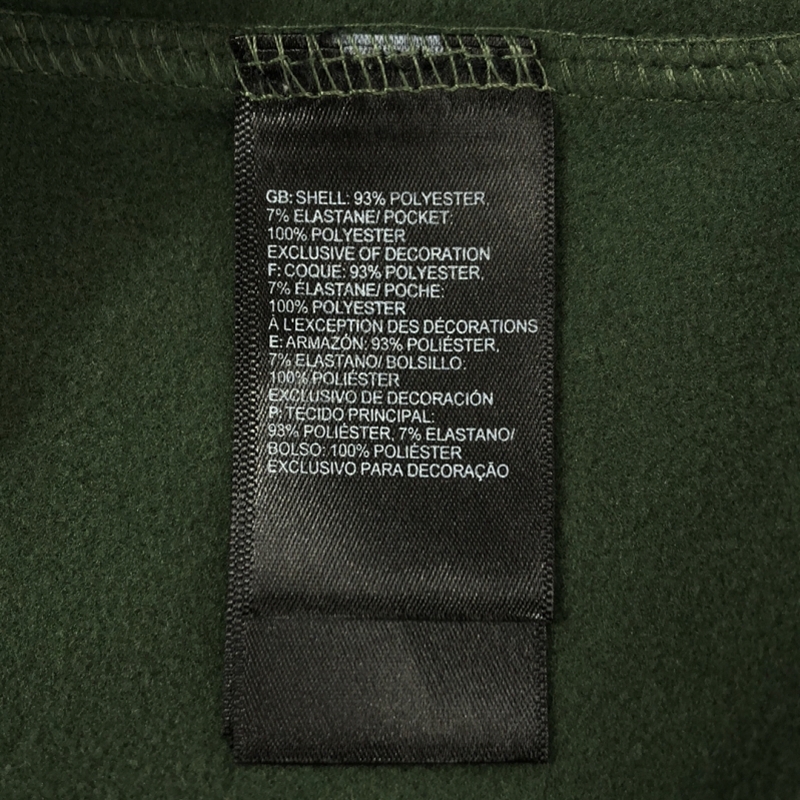 GB: SHELL: 93% POLYESTER,
7% ELASTANE/ POCKET:
100% POLYESTER
EXCLUSIVE OF DECORATION
F: COQUE: 93% POLYESTER,
7% ÉLASTANE/ POCHE:
100% POLYESTER
À L'EXCEPTION DES DÉCORATIONS
E: ARMAZÓN: 93% POLIÉSTER,
7% ELASTANO/ BOLSILLO:
100% POLIÉSTER
EXCLUSIVO DE DECORACIÓN
P: TECIDO PRINCIPAL:
93% POLIÉSTER, 7% ELASTANO/
BOLSO: 100% POLIÉSTER
EXCLUSIVO PARA DECORAÇÃO